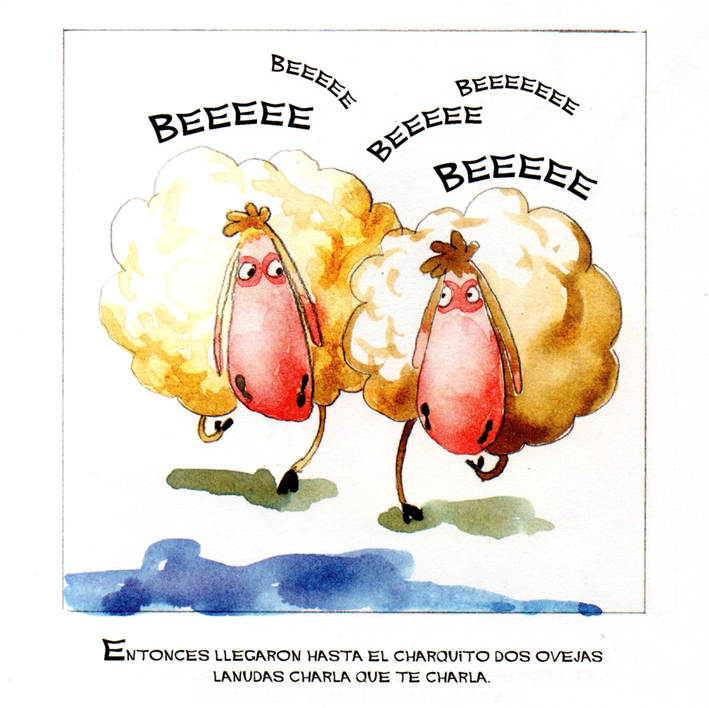 BEEEEE
BEEEEEEE
BEEEEE
BEEEEE
BEEEEE
ENTONCES LLEGARON HASTA EL CHARQUITO DOS OVEJAS
LANUDAS CHARLA QUE TE CHARLA.